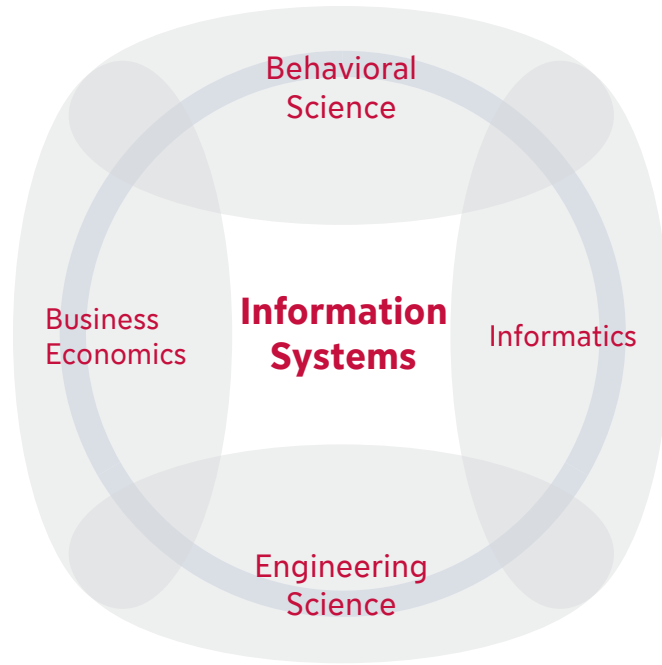 Behavioral
Science
Business
Economics
Information
Systems
Informatics
Engineering
Science